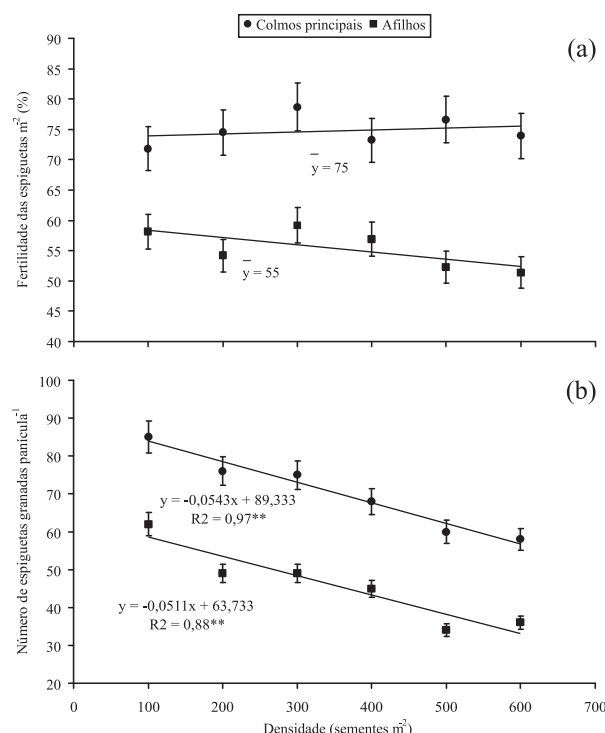 Colmos principais Afilhos
(a)
Fertilidade das espiguetas m-2 (%)
90
85
80
75
70
65
60
55
50
45
40
y = 75
y = 55
(b)
Número de espiguetas granadas panícula-1
100
90
80
70
60
50
40
30
20
y = -0,0543x + 89,333
R2 = 0,97**
y = -0,0511x + 63,733
R2 = 0,88**
0 100 200 300 400 500 600 700
Densidade (sementes m-2)